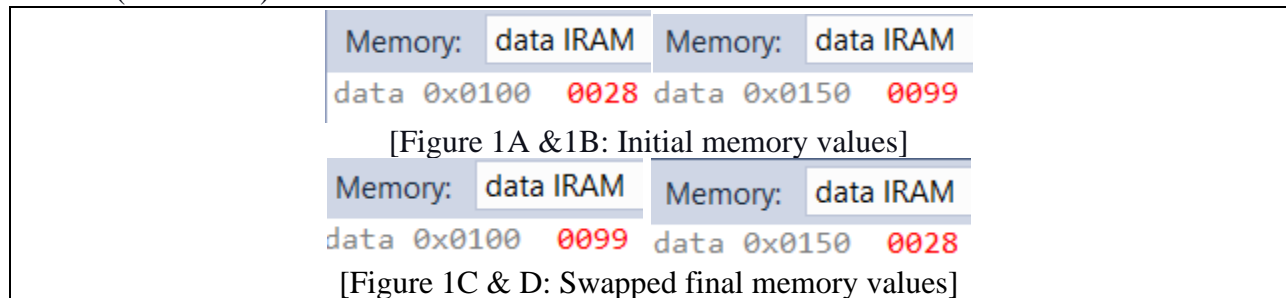 Memory: data IRAM Memory: data IRAM
data 0x0100 0028 data 0x0150 0099
[Figure 1A &1B: Initial memory values]
Memory: data IRAM Memory: data IRAM
data 0x0100 0099 data 0x0150 0028
[Figure 1C & D: Swapped final memory values]